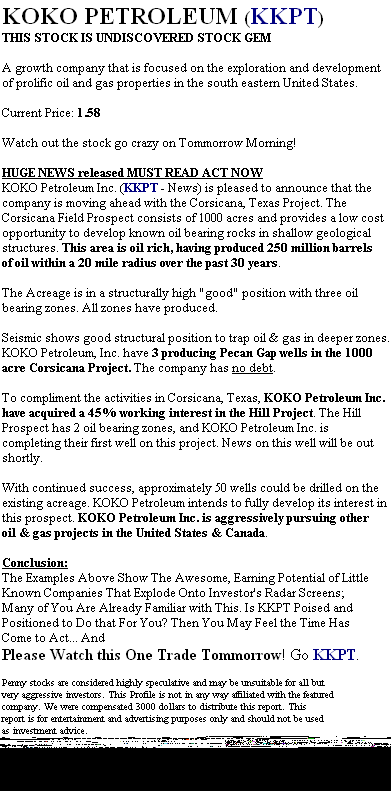 KOKO PETROLEUM (KKPT)
THIS STOCK IS UNDISCOVERED STOCK GEM
A growth company that is focused on the exploration and development
of prolific oil and gas properties in the south eastern United States.
Current Price: 1.58
Watch out the stock go crazy on Tommorrow Morning!
HUGE NEWS released MUST READ ACT NOW
KOKO Petroleum Inc. (KKPT - News) is pleased to announce that the
company is moving ahead with the Corsicana, Texas Project. The
Corsicana Field Prospect consists of 1000 acres and provides a low cost
opportunity to develop known oil bearing rocks in shallow geological
structures. This area is oil rich, having produced 250 million barrels
of oil within a 20 mile radius over the past 30 years.
The Acreage is in a structurally high "good" position with three oil
bearing zones. All zones have produced.
Seismic shows good structural position to trap oil & gas in deeper zones.
KOKO Petroleum, Inc. have 3 producing Pecan Gap wells in the 1000
acre Corsicana Project. The company has no debt.
To compliment the activities in Corsicana, Texas, KOKO Petroleum Inc.
have acquired a 45% working interest in the Hill Project. The Hill
Prospect has 2 oil bearing zones, and KOKO Petroleum Inc. is
completing their first well on this project. News on this well will be out
shortly.
With continued success, approximately 50 wells could be drilled on the
existing acreage. KOKO Petroleum intends to fully develop its interest in
this prospect. KOKO Petroleum Inc. is aggressively pursuing other
oil & gas projects in the United States & Canada.
Conclusion:
The Examples Above Show The Awesome, Earning Potential of Little
Known Companies That Explode Onto Investor's Radar Screens;
Many of You Are Already Familiar with This. Is KKPT Poised and
Positioned to Do that For You? Then You May Feel the Time Has
Come to Act... And
Please Watch this One Trade Tommorrow! Go KKPT.
Penny stocks are considered highly speculative and may be unsuitable for all but
very aggressive investors. This Profile is not in any way affiliated with the featured
company. We were compensated 3000 dollars to distribute this report. This
report is for entertainment and advertising purposes only and should not be used
as investment advice.